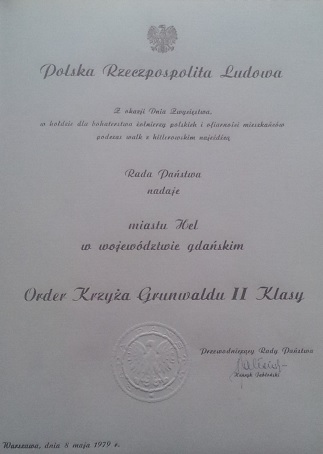 Polska Rzeczpospolita Ludowa
Z okazji Dnia Zwycięstwa,
w hołdzie dla bohaterstwa żołnierzy polskich i ofiarności mieszkańców
podczas walk z hitlerowskim najeźdźcą
Rada Państwa
nadaje
miastu Hel
w województwie gdańskim
Order Krzyża Grunwaldu II Klasy
Przewodniczący Rady Państwa
Henryk Jabłoński
Warszawa, dnia 8 maja 1979 r.